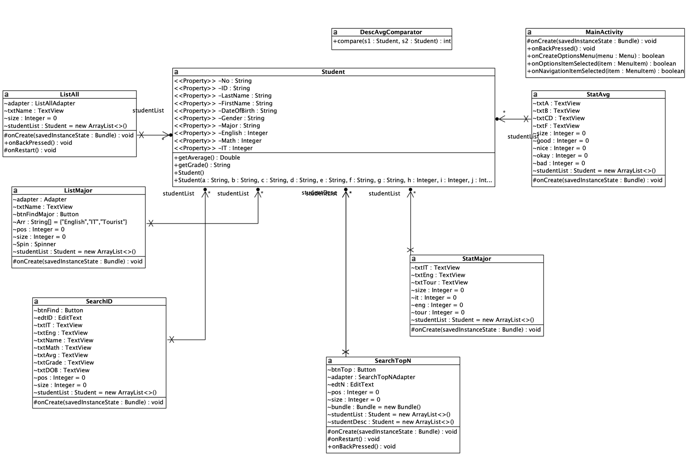 DescAvgComparator
+compare(s1 : Student, s2 : Student) : int
MainActivity
#onCreate(savedInstanceState : Bundle) : void
+onBackPressed() : void
+onCreateOptionsMenu(menu : Menu) : boolean
+onOptionsItemSelected(item : MenuItem) : boolean
+onNavigationItemSelected(item : MenuItem) : boolean
Student
<<Property>> ~No : String
<<Property>> ~ID : String
<<Property>> ~LastName : String
<<Property>> ~FirstName : String
<<Property>> ~DateOfBirth : String
<<Property>> ~Gender : String
<<Property>> ~Major : String
<<Property>> ~English : Integer
<<Property>> ~Math : Integer
<<Property>> ~IT : Integer
+getAverage() : Double
+getGrade() : String
+Student()
+Student(a : String, b : String, c : String, d : String, e : String, f : String, g : String, h : Integer, i : Integer, j : Int...
ListAll
~adapter : ListAllAdapter
~txtName : TextView
~size : Integer = 0
~studentList : Student = new ArrayList<>()
#onCreate(savedInstanceState : Bundle) : void
+onBackPressed() : void
+onRestart() : void
studentList
*
StatAvg
~txtA : TextView
~txtB : TextView
~txtCD : TextView
~txtF : TextView
~size : Integer = 0
~good : Integer = 0
~nice : Integer = 0
~okay : Integer = 0
~bad : Integer = 0
~studentList : Student = new ArrayList<>()
#onCreate(savedInstanceState : Bundle) : void
*
studentList
ListMajor
~adapter : Adapter
~txtName : TextView
~btnFindMajor : Button
~Arr : String[] = {"English","IT","Tourist"}
~pos : Integer = 0
~size : Integer = 0
~Spin : Spinner
~studentList : Student = new ArrayList<>()
#onCreate(savedInstanceState : Bundle) : void
studentList
*
studentList
*
studentList
*
StatMajor
~txtIT : TextView
~txtEng : TextView
~txtTour : TextView
~size : Integer = 0
~it : Integer = 0
~eng : Integer = 0
~tour : Integer = 0
~studentList : Student = new ArrayList<>()
#onCreate(savedInstanceState : Bundle) : void
SearchID
~btnFind : Button
~edtID : EditText
~txtIT : TextView
~txtEng : TextView
~txtName : TextView
~txtMath : TextView
~txtAvg : TextView
~txtGrade : TextView
~txtDOB : TextView
~pos : Integer = 0
~size : Integer = 0
~studentList : Student = new ArrayList<>()
#onCreate(savedInstanceState : Bundle) : void
SearchTopN
~btnTop : Button
~adapter : SearchTopNAdapter
~edtN : EditText
~pos : Integer = 0
~size : Integer = 0
~bundle : Bundle = new Bundle()
~studentList : Student = new ArrayList<>()
~studentDesc : Student = new ArrayList<>()
#onCreate(savedInstanceState : Bundle) : void
#onRestart() : void
+onBackPressed() : void